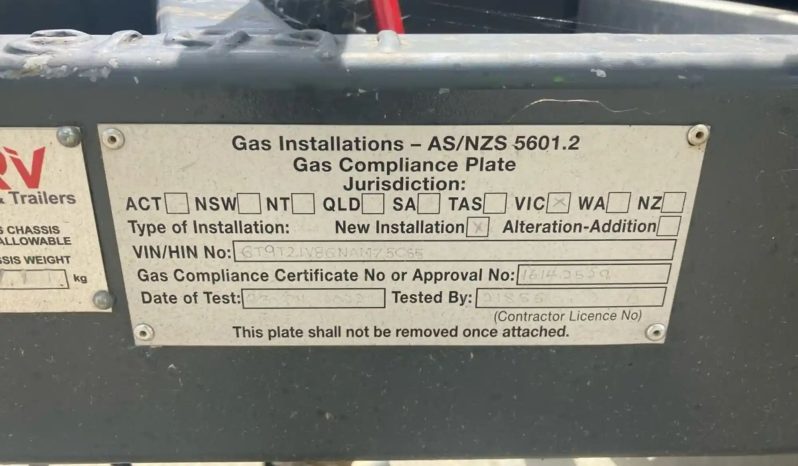 RV
& Trailers
S CHASSIS
ALLOWABLE
SSIS WEIGHT
kg
Gas Installations – AS/NZS 5601.2
Gas Compliance Plate
Jurisdiction:
ACT NSW NT QLD SA TAS VIC X WA NZ
Type of Installation: New Installation X Alteration-Addition
VIN/HIN No:
Gas Compliance Certificate No or Approval No:
Date of Test: Tested By:
(Contractor Licence No)
This plate shall not be removed once attached.